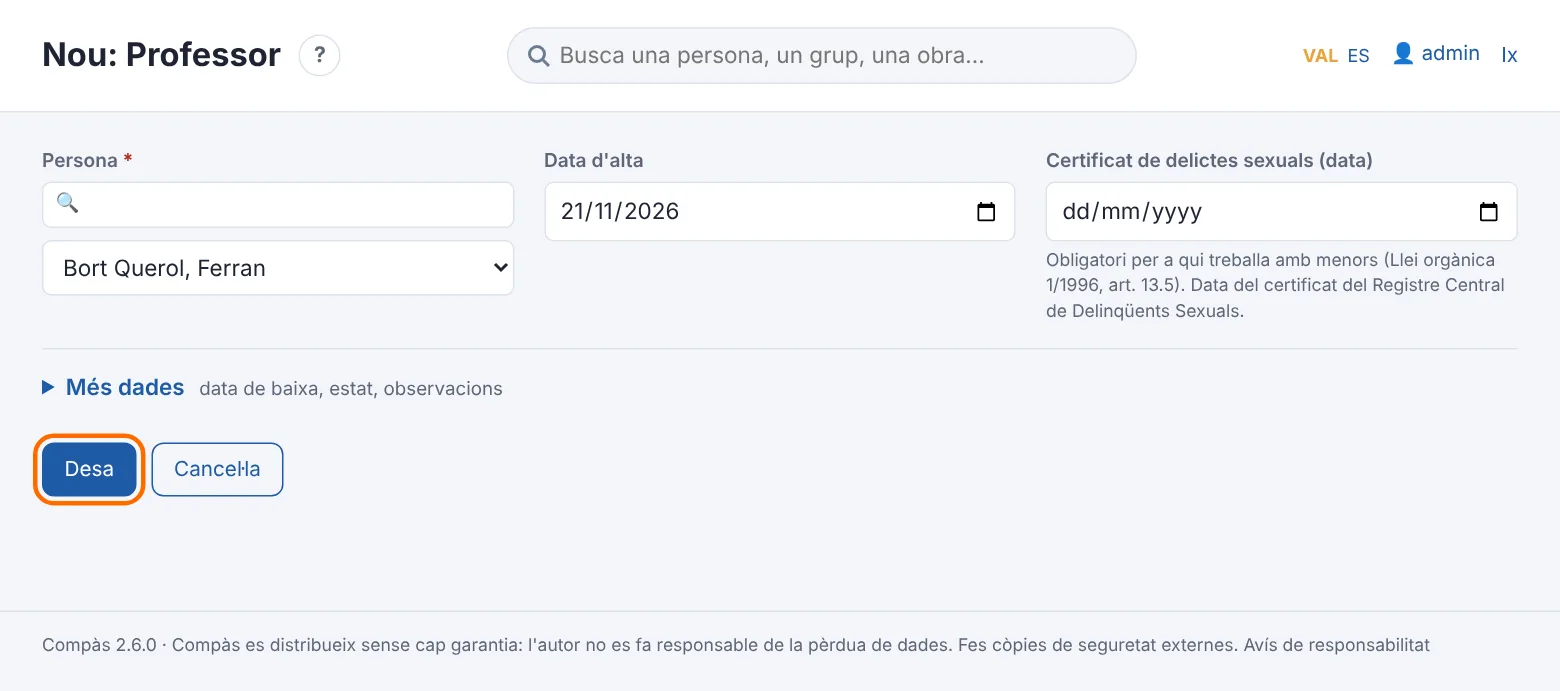 Nou: Professor
?
Busca una persona, un grup, una obra...
VAL ES
admin
Ix
Persona *
Data d'alta
Certificat de delictes sexuals (data)
21/11/2026
dd/mm/yyyy
Bort Querol, Ferran
Obligatori per a qui treballa amb menors (Llei orgànica
1/1996, art. 13.5). Data del certificat del Registre Central
de Delinqüents Sexuals.
Més dades data de baixa, estat, observacions
Desa
Cancel·la
Compàs 2.6.0 · Compàs es distribueix sense cap garantia: l'autor no es fa responsable de la pèrdua de dades. Fes còpies de seguretat externes. Avís de responsabilitat